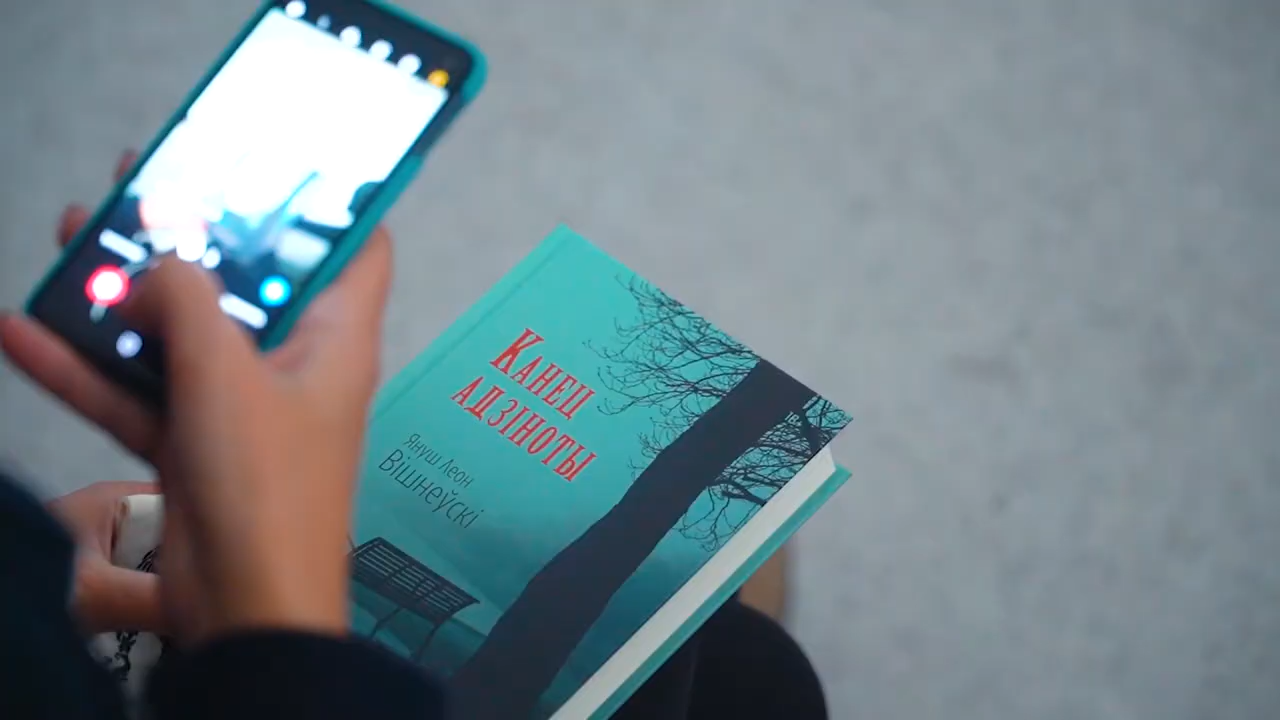 Канец
адзіноты
Януш Леон
Вішнеўскі